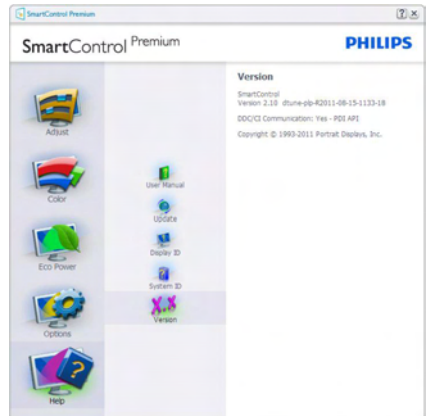 SmartControl Premium
SmartControl Premium
PHILIPS
Adjust
Color
Eco Power
Options
Help
User Manual
Update
Display ID
System ID
X.X
Version
Version
SmartControl
Version 2.10 dtune-plp-R2011-08-15-1133-18
DDC/CI Communication: Yes - PDI API
Copyright © 1993-2011 Portrait Displays, Inc.